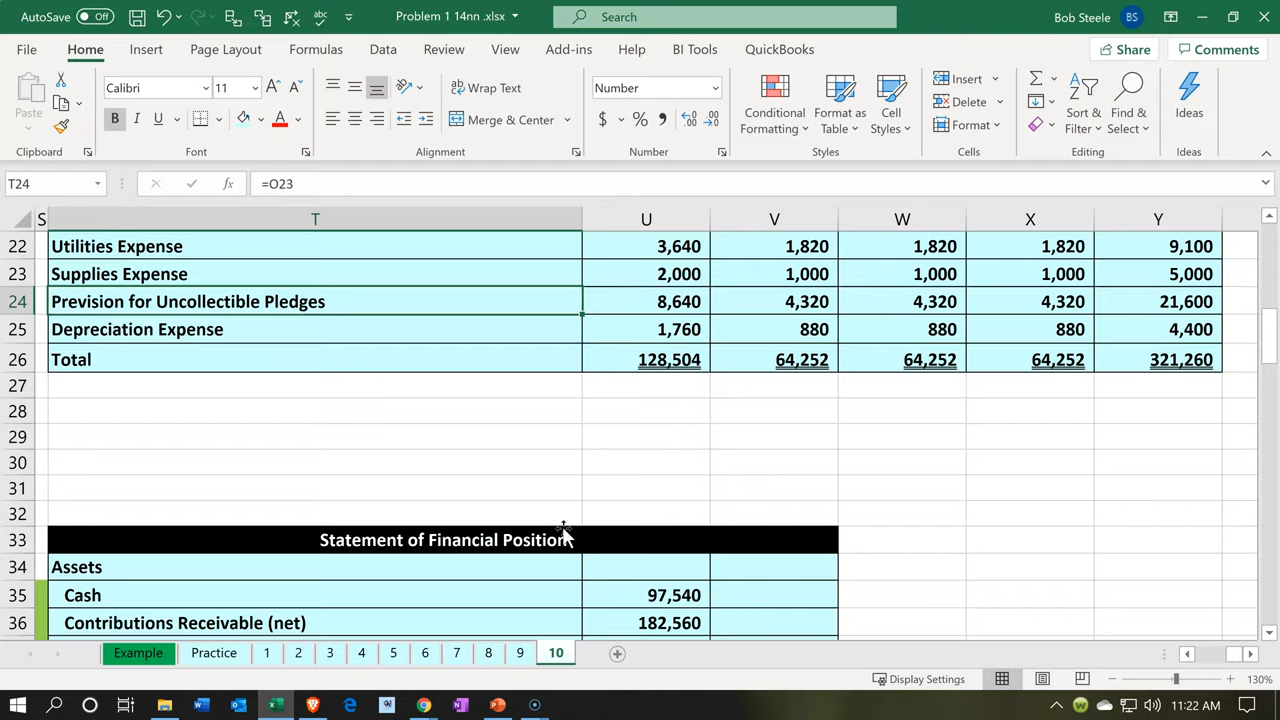 AutoSave Off Problem 1 14nn .xlsx Search Bob Steele BS
File Home Insert Page Layout Formulas Data Review View Add-ins Help BI Tools QuickBooks Share Comments
Calibri 11 Wrap Text Number Insert
Paste B I U A Merge & Center $ % Conditional Formatting Format as Table Cell Styles Delete Format Sort & Filter Find & Select Ideas
Clipboard Font Alignment Number Styles Cells Editing Ideas
T24 fx =O23
S T U V W X Y
22 Utilities Expense 3,640 1,820 1,820 1,820 9,100
23 Supplies Expense 2,000 1,000 1,000 1,000 5,000
24 Prevision for Uncollectible Pledges 8,640 4,320 4,320 4,320 21,600
25 Depreciation Expense 1,760 880 880 880 4,400
26 Total 128,504 64,252 64,252 64,252 321,260
27
28
29
30
31
32
33 Statement of Financial Position
34 Assets
35 Cash 97,540
36 Contributions Receivable (net) 182,560
Example Practice 1 2 3 4 5 6 7 8 9 10
Display Settings 130%
11:22 AM